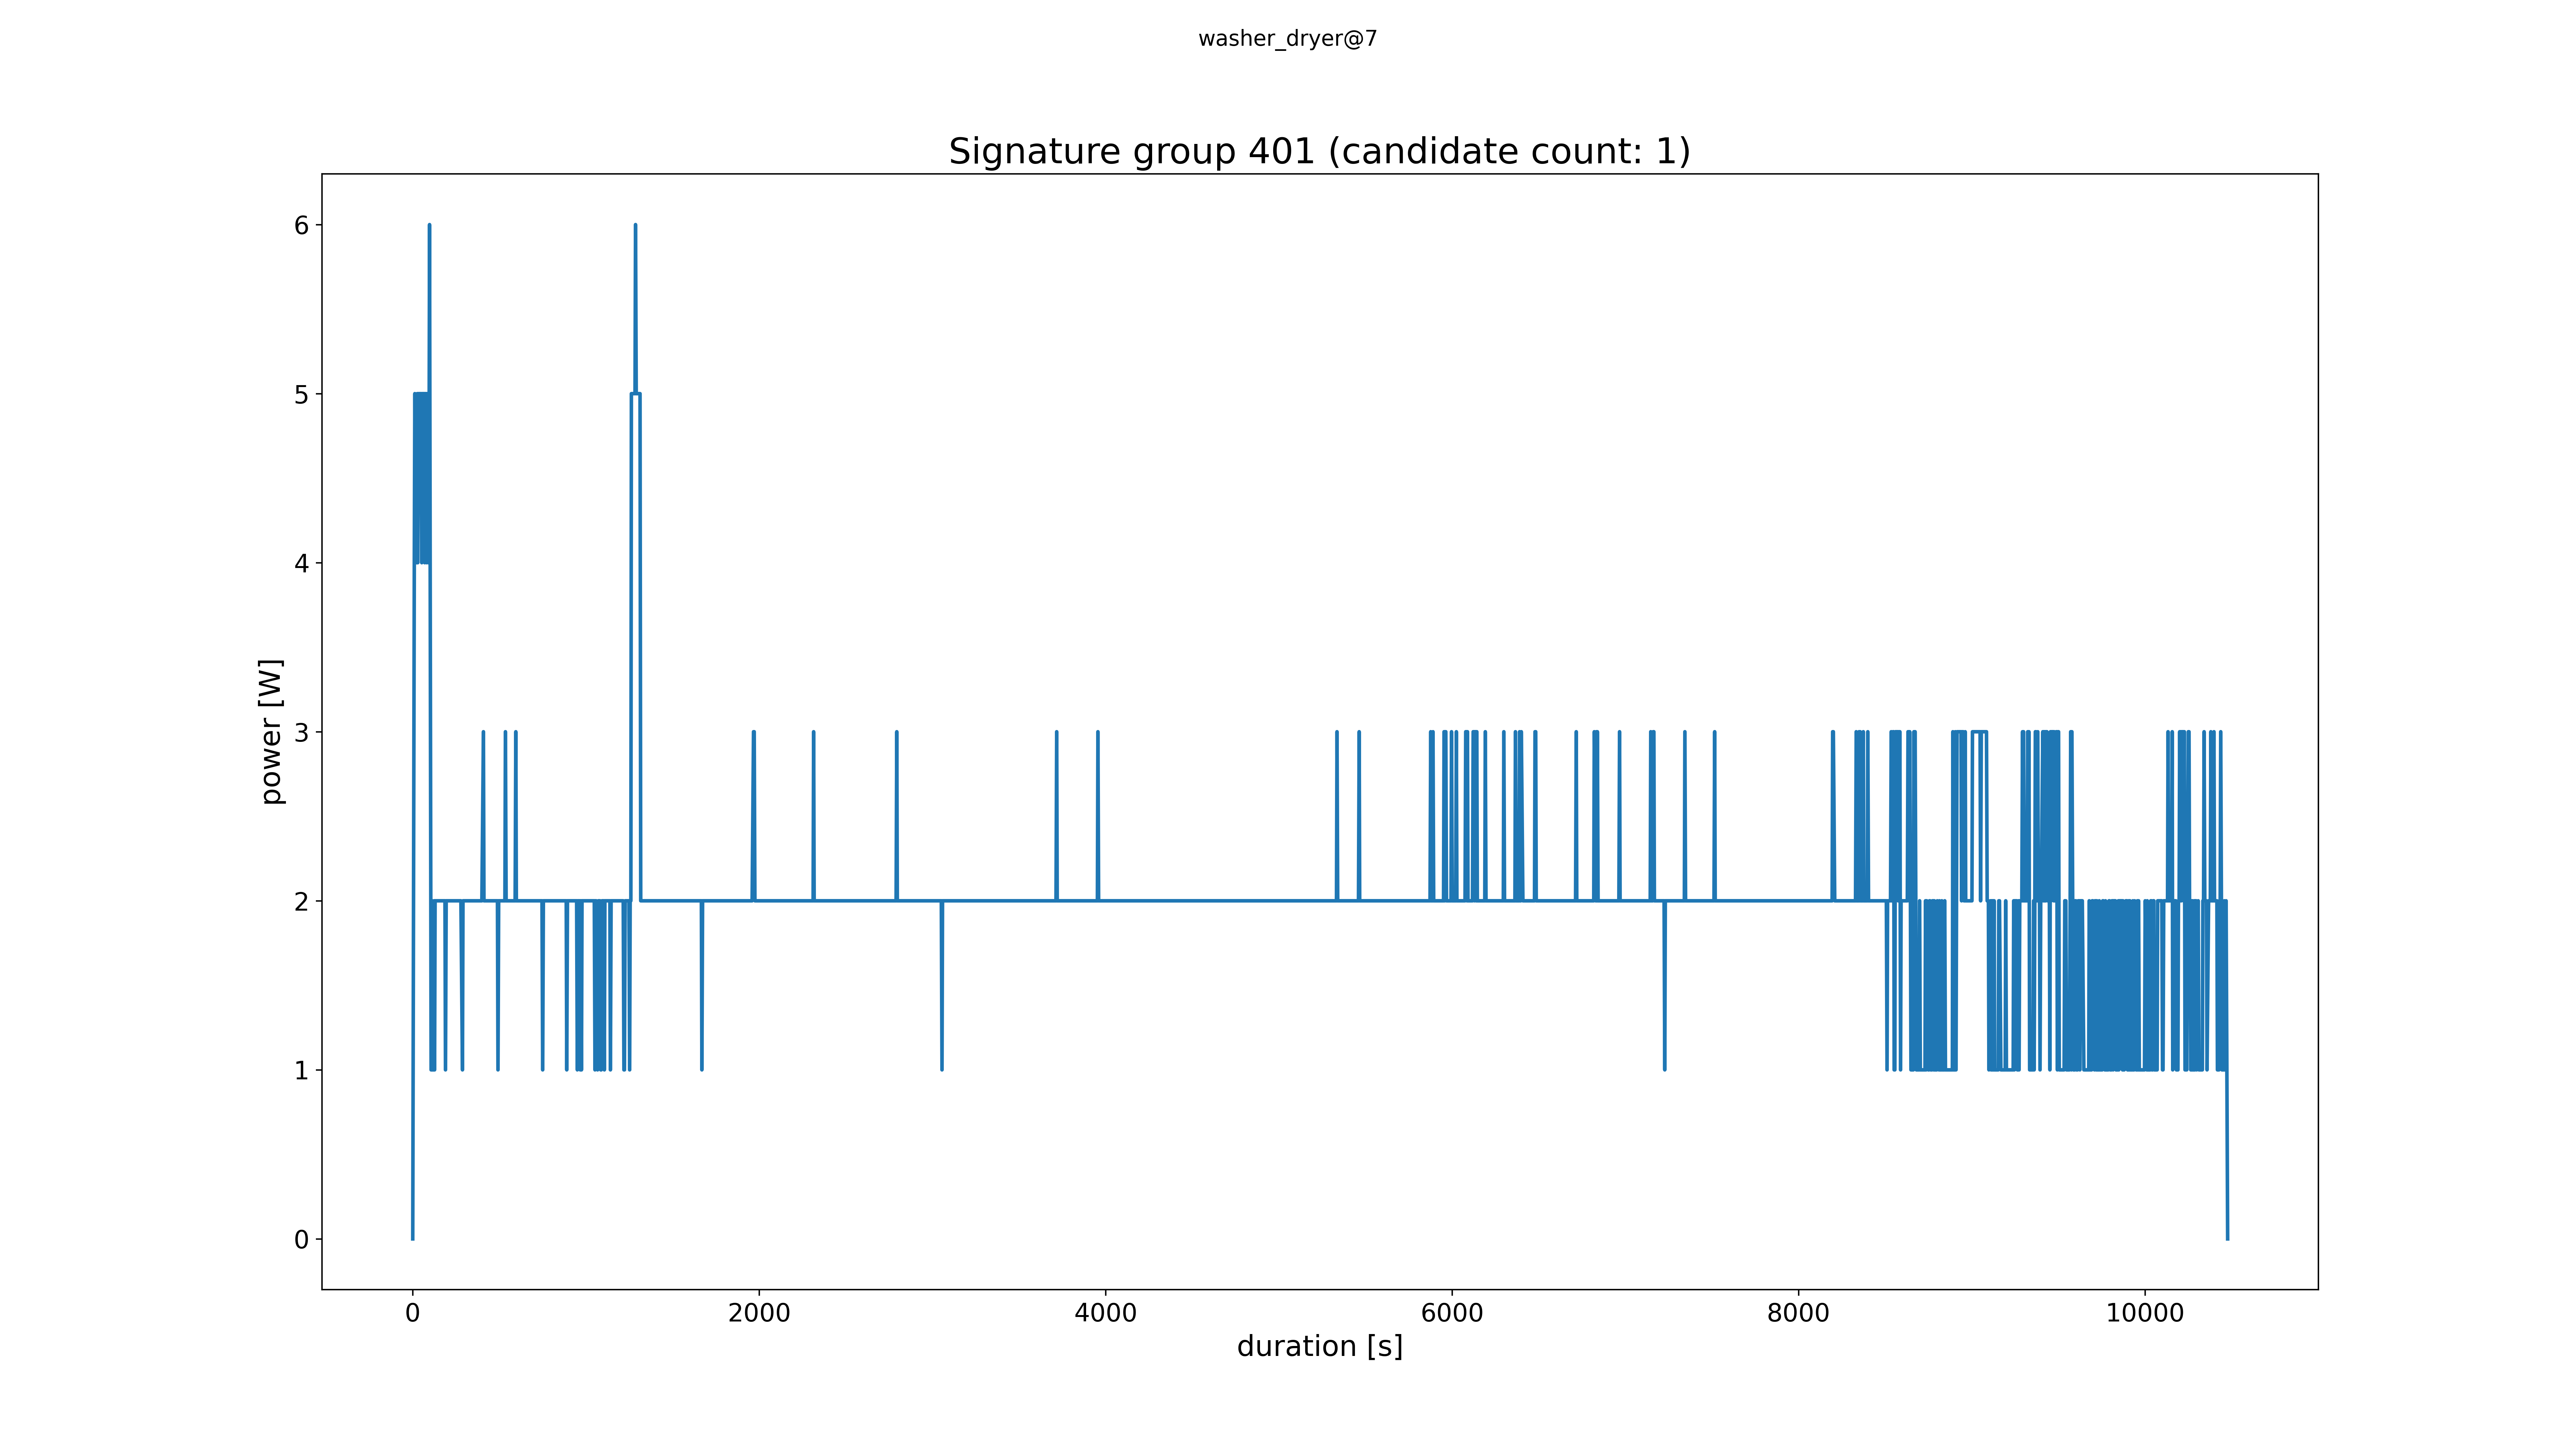 washer_dryer@7
Signature group 401 (candidate count: 1)
6
5
4
3
2
1
0
power [W]
0 2000 4000 6000 8000 10000
duration [s]